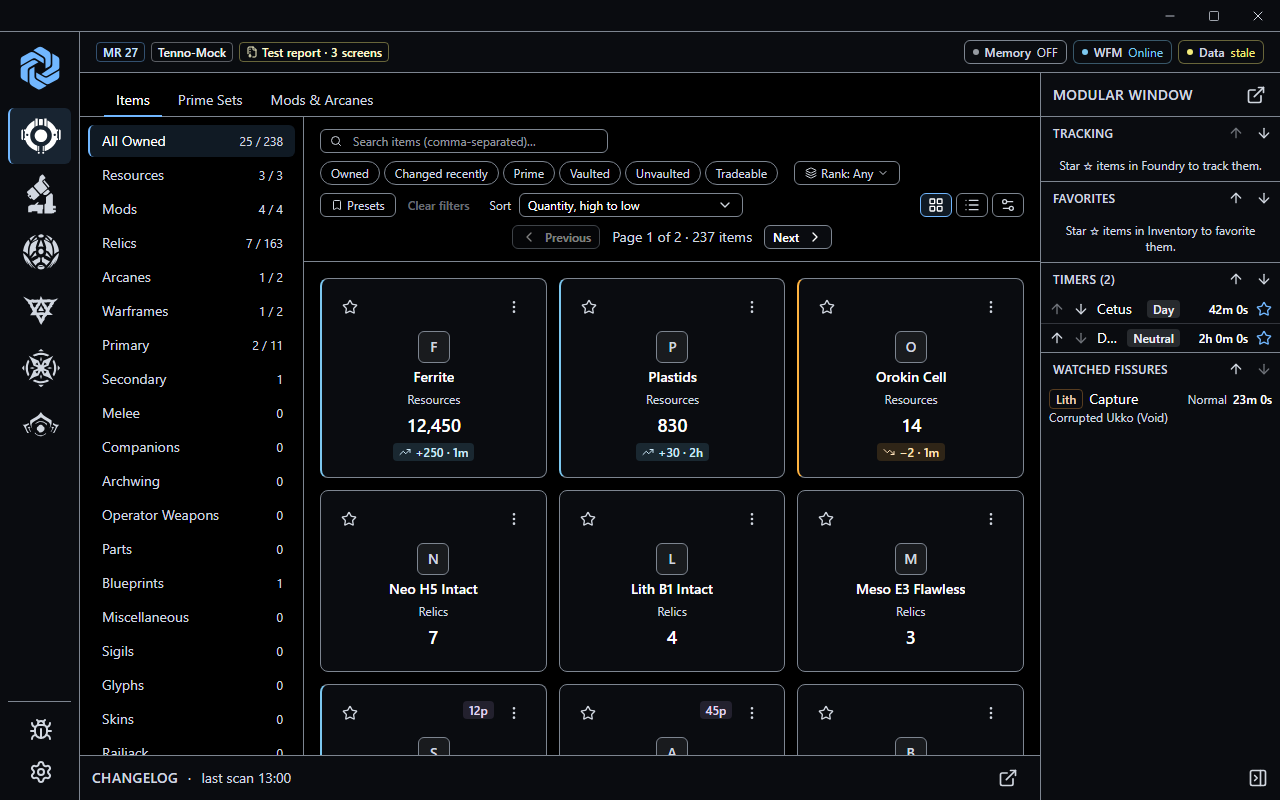 MR 27 Tenno-Mock Test report · 3 screens Memory OFF WFM Online Data stale
Items Prime Sets Mods & Arcanes
All Owned 25 / 238
Resources 3 / 3
Mods 4 / 4
Relics 7 / 163
Arcanes 1 / 2
Warframes 1 / 2
Primary 2 / 11
Secondary 1
Melee 0
Companions 0
Archwing 0
Operator Weapons 0
Parts 0
Blueprints 1
Miscellaneous 0
Sigils 0
Glyphs 0
Skins 0
Railjack 0
Search items (comma-separated)...
Owned Changed recently Prime Vaulted Unvaulted Tradeable Rank: Any
Presets Clear filters Sort Quantity, high to low
Previous Page 1 of 2 · 237 items Next
F P O
Ferrite Plastids Orokin Cell
Resources Resources Resources
12,450 830 14
+250 · 1m +30 · 2h −2 · 1m
N L M
Neo H5 Intact Lith B1 Intact Meso E3 Flawless
Relics Relics Relics
7 4 3
12p 45p
S A B
MODULAR WINDOW
TRACKING
Star ☆ items in Foundry to track them.
FAVORITES
Star ☆ items in Inventory to favorite
them.
TIMERS (2)
Cetus Day 42m 0s
D... Neutral 2h 0m 0s
WATCHED FISSURES
Lith Capture Normal 23m 0s
Corrupted Ukko (Void)
CHANGELOG · last scan 13:00